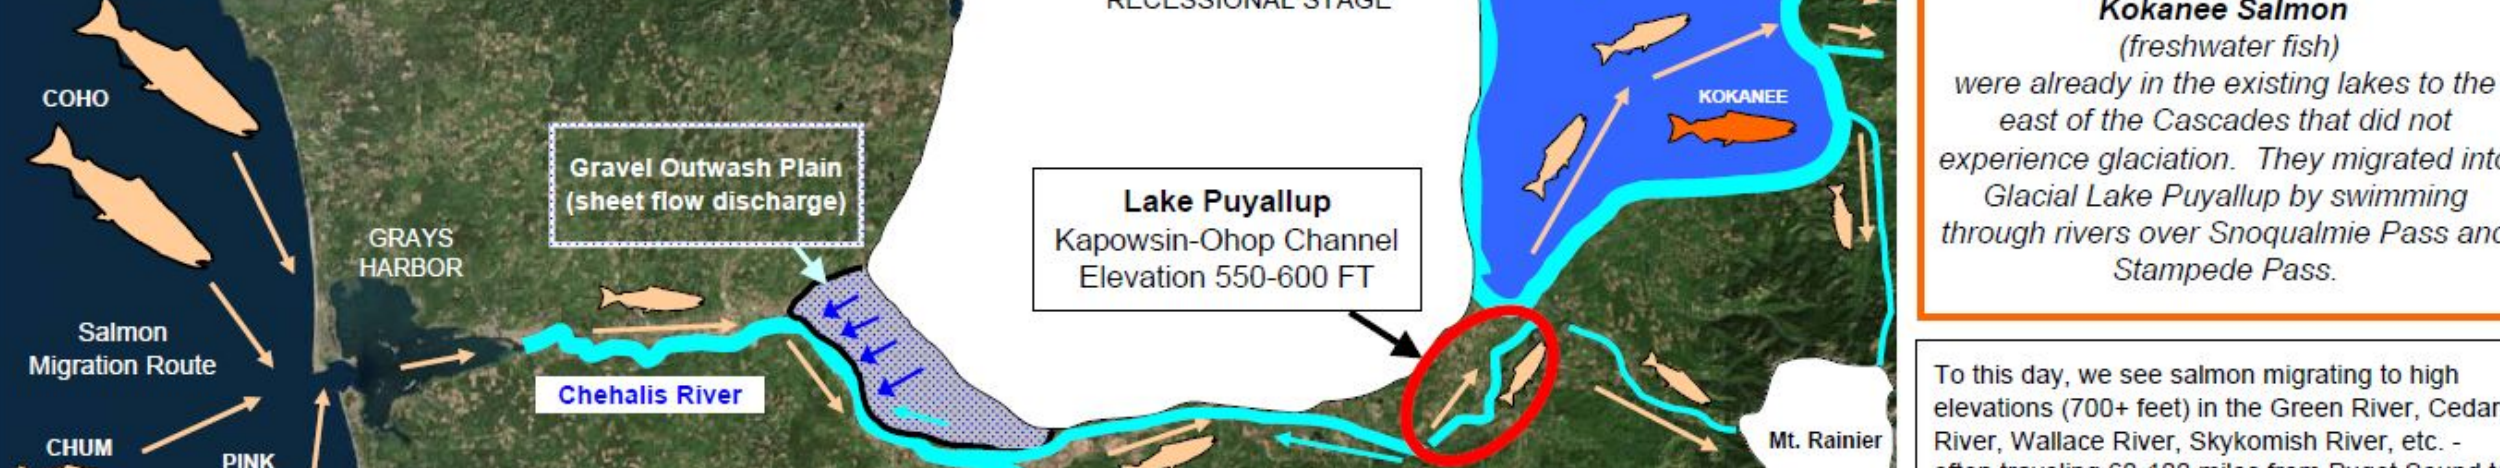 RECESSIONAL STAGE
COHO
Gravel Outwash Plain
(sheet flow discharge)
GRAYS
HARBOR
Salmon
Migration Route
Chehalis River
CHUM
PINK
Lake Puyallup
Kapowsin-Ohop Channel
Elevation 550-600 FT
KOKANEE
Mt. Rainier
Kokanee Salmon
(freshwater fish)
were already in the existing lakes to the
east of the Cascades that did not
experience glaciation. They migrated into
Glacial Lake Puyallup by swimming
through rivers over Snoqualmie Pass and
Stampede Pass.
To this day, we see salmon migrating to high
elevations (700+ feet) in the Green River, Cedar
River, Wallace River, Skykomish River, etc. -